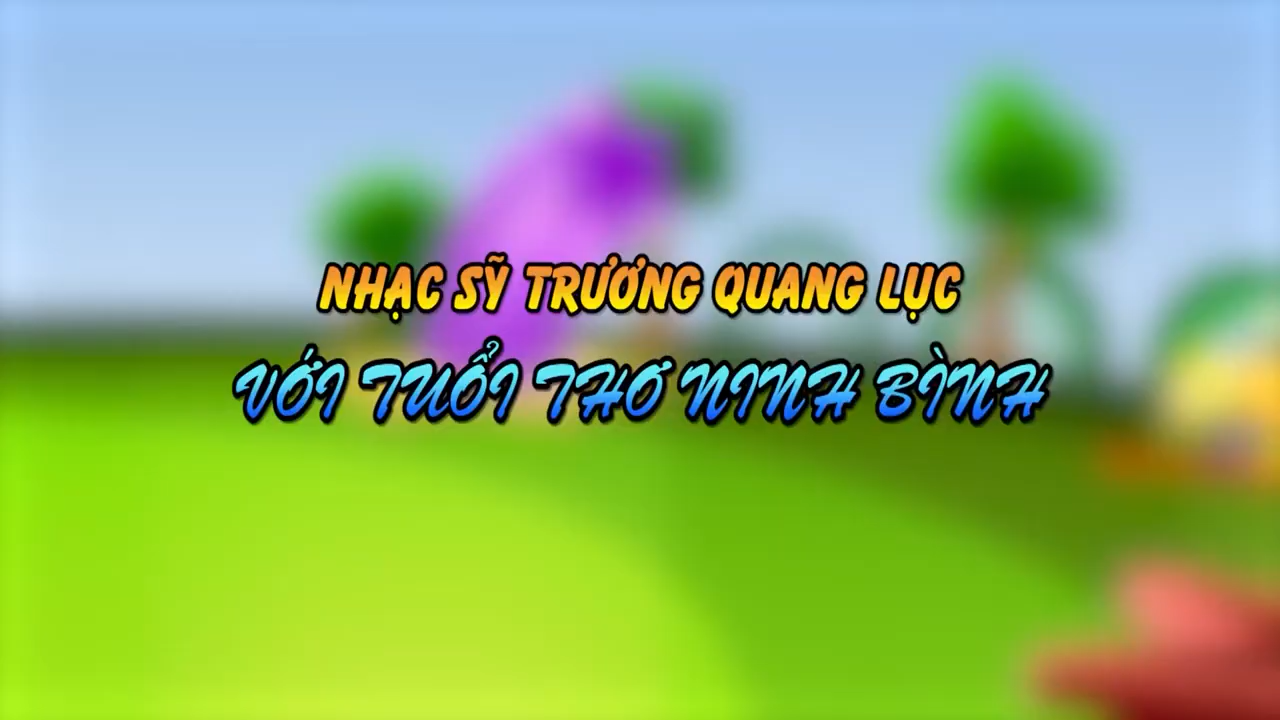 NHẠC SỸ TRƯƠNG QUANG LỤC
VỚI TUỔI THƠ NINH BÌNH